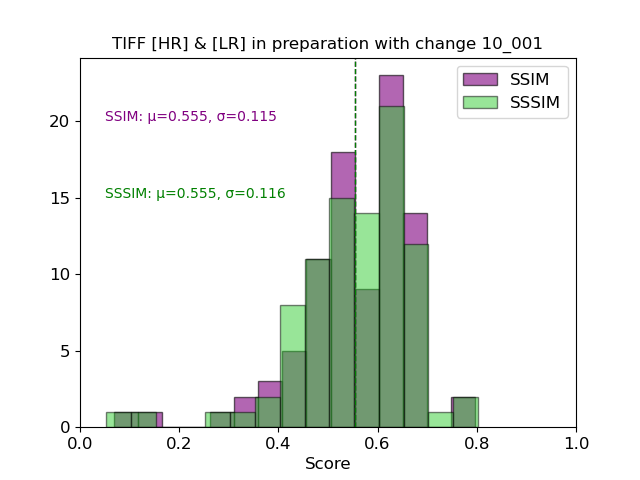 TIFF [HR] & [LR] in preparation with change 10_001
SSIM
SSSIM
SSIM: μ=0.555, σ=0.115
SSSIM: μ=0.555, σ=0.116
20
15
10
5
0
0.0 0.2 0.4 0.6 0.8 1.0
Score